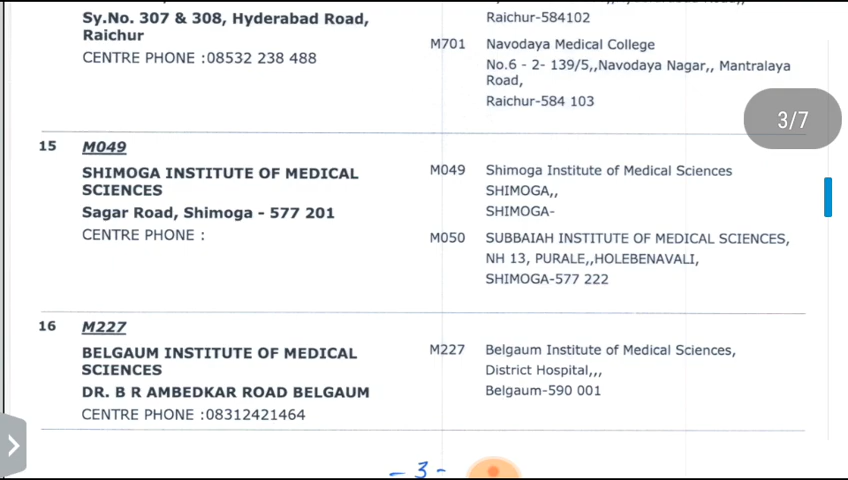 Sy.No. 307 & 308, Hyderabad Road,
Raichur
CENTRE PHONE :08532 238 488
Raichur-584102
M701 Navodaya Medical College
No.6 - 2- 139/5,,Navodaya Nagar,, Mantralaya
Road,
Raichur-584 103
3/7
15 M049
SHIMOGA INSTITUTE OF MEDICAL
SCIENCES
Sagar Road, Shimoga - 577 201
CENTRE PHONE :
M049 Shimoga Institute of Medical Sciences
SHIMOGA,,
SHIMOGA-
M050 SUBBAIAH INSTITUTE OF MEDICAL SCIENCES,
NH 13, PURALE,,HOLEBENAVALI,
SHIMOGA-577 222
16 M227
BELGAUM INSTITUTE OF MEDICAL
SCIENCES
DR. B R AMBEDKAR ROAD BELGAUM
CENTRE PHONE :08312421464
M227 Belgaum Institute of Medical Sciences,
District Hospital,,,
Belgaum-590 001
- 3 -